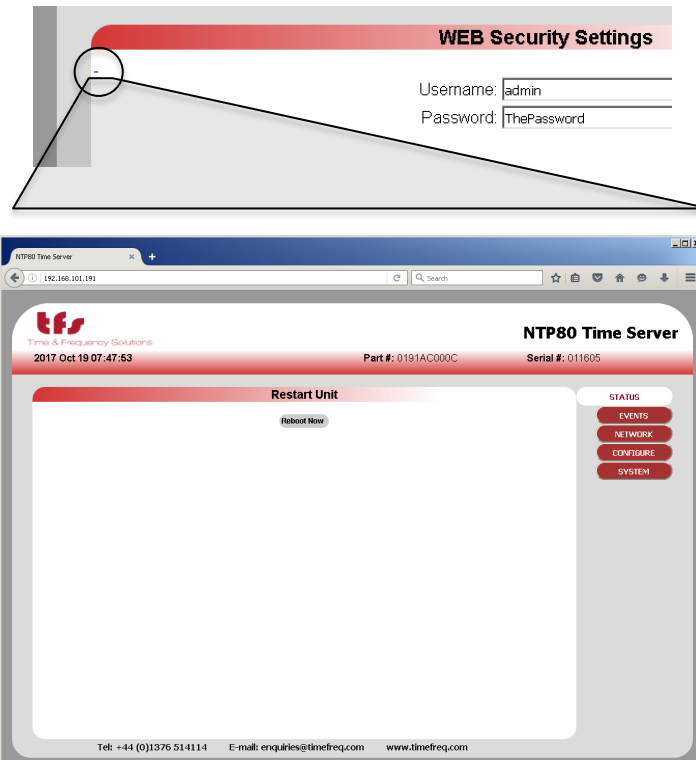 WEB Security Settings
-
Username: admin
Password: ThePassword
NTP80 Time Server × +
192.168.101.191
Search
tfs
Time & Frequency Solutions
NTP80 Time Server
2017 Oct 19 07:47:53 Part #: 0191AC000C Serial #: 011605
Restart Unit
Reboot Now
STATUS
EVENTS
NETWORK
CONFIGURE
SYSTEM
Tel: +44 (0)1376 514114 E-mail: enquiries@timefreq.com www.timefreq.com